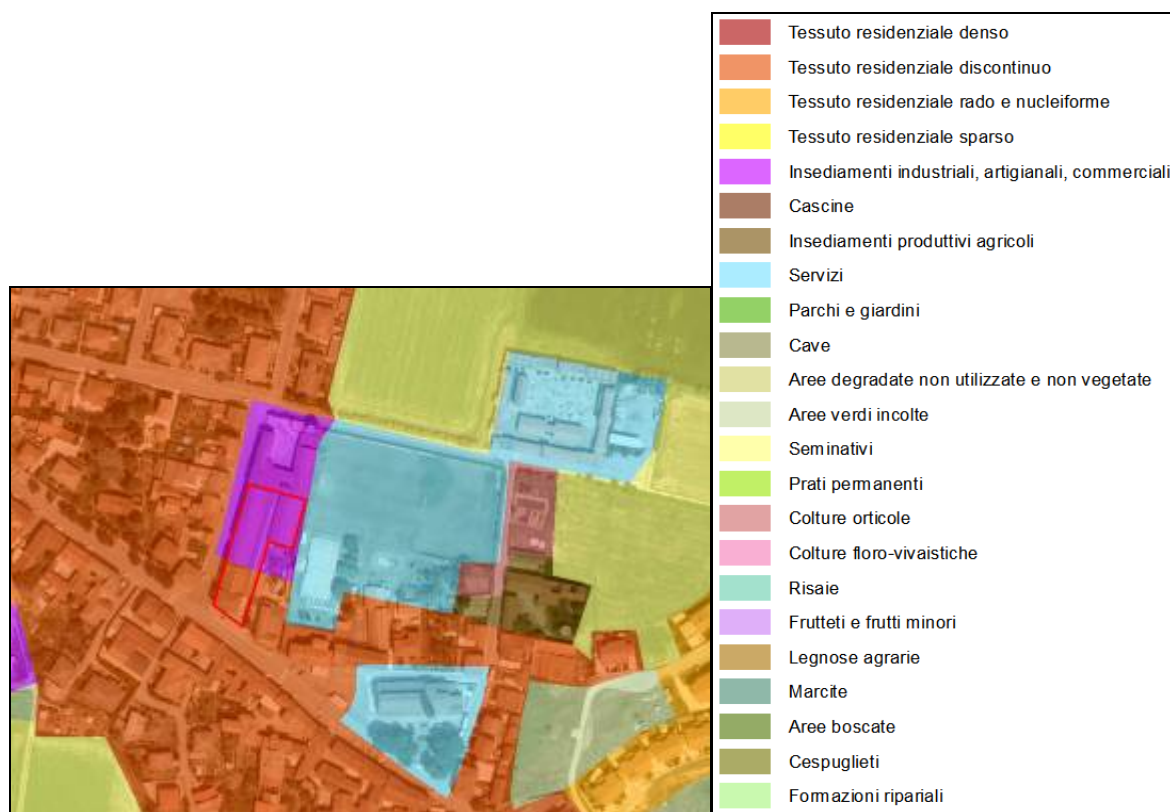 Tessuto residenziale denso
Tessuto residenziale discontinuo
Tessuto residenziale rado e nucleiforme
Tessuto residenziale sparso
Insediamenti industriali, artigianali, commerciali
Cascine
Insediamenti produttivi agricoli
Servizi
Parchi e giardini
Cave
Aree degradate non utilizzate e non vegetate
Aree verdi incolte
Seminativi
Prati permanenti
Colture orticole
Colture floro-vivaistiche
Risaie
Frutteti e frutti minori
Legnose agrarie
Marcite
Aree boscate
Cespuglieti
Formazioni ripariali